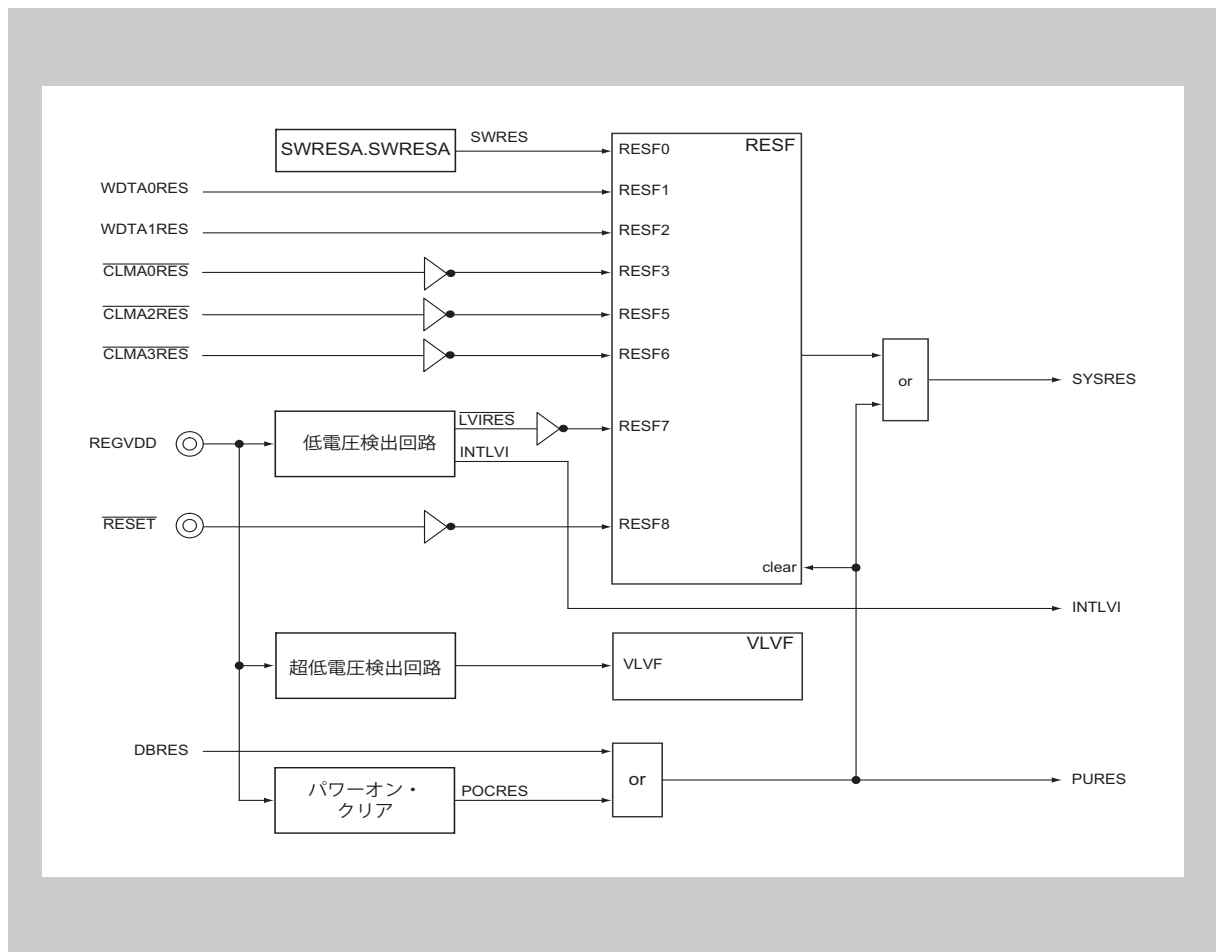 SWRESA.SWRESA
SWRES
RESF0
RESF
WDTA0RES
RESF1
WDTA1RES
RESF2
CLMA0RES
RESF3
CLMA2RES
RESF5
CLMA3RES
RESF6
or
SYSRES
REGVDD
低電圧検出回路
LVIRES
INTLVI
RESF7
RESET
RESF8
clear
INTLVI
超低電圧検出回路
VLVF
VLVF
DBRES
パワーオン・
クリア
POCRES
or
PURES